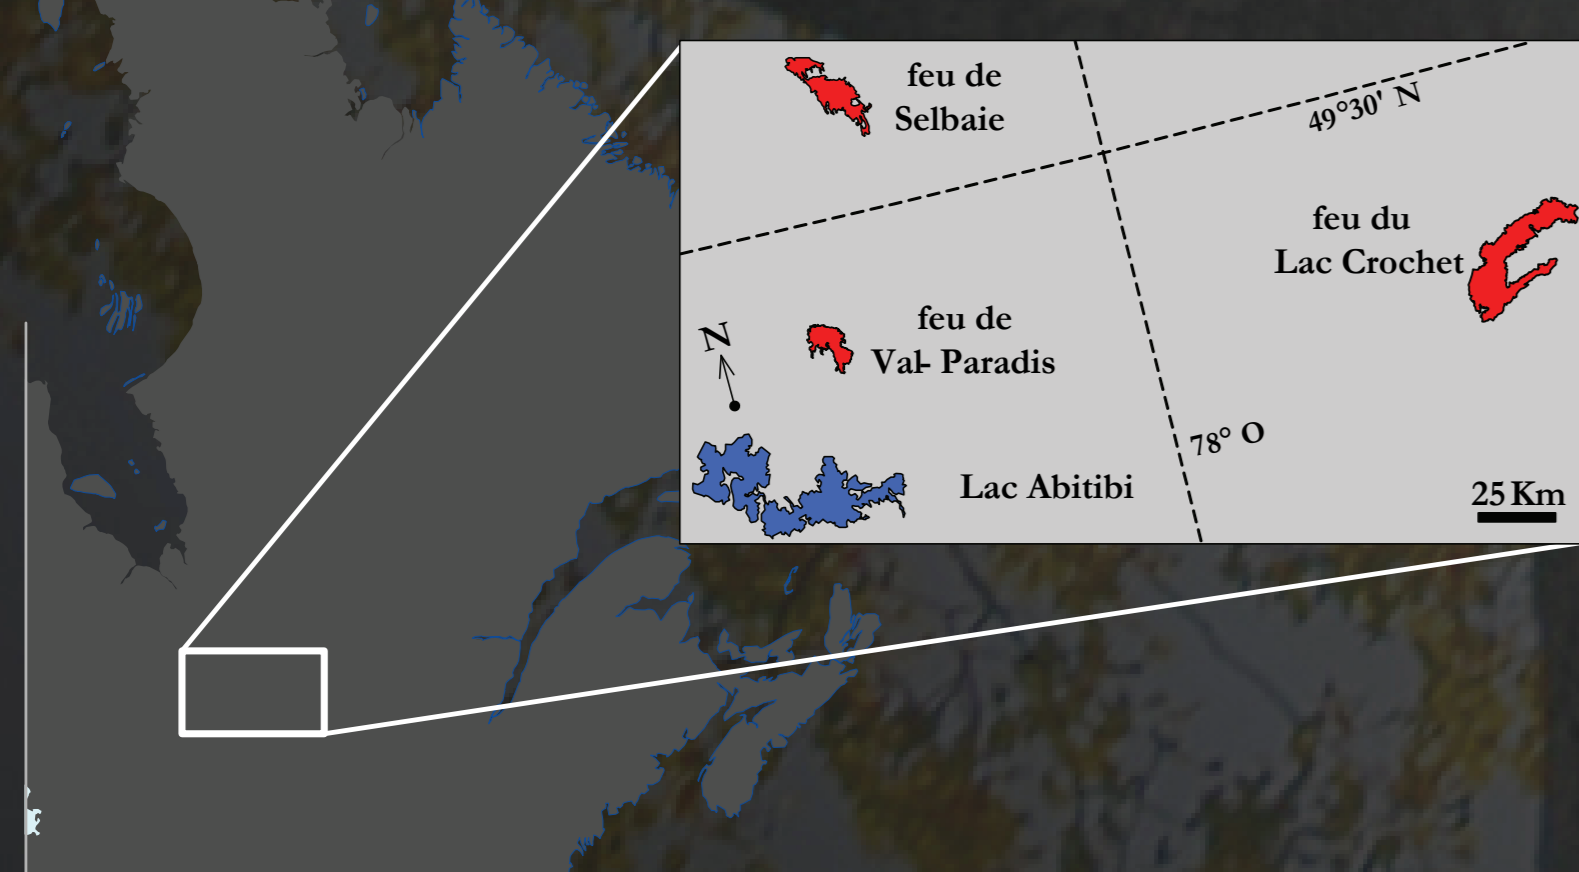 feu de
Selbaie
49°30' N
feu du
Lac Crochet
feu de
Val- Paradis
N
78° O
Lac Abitibi
25 Km